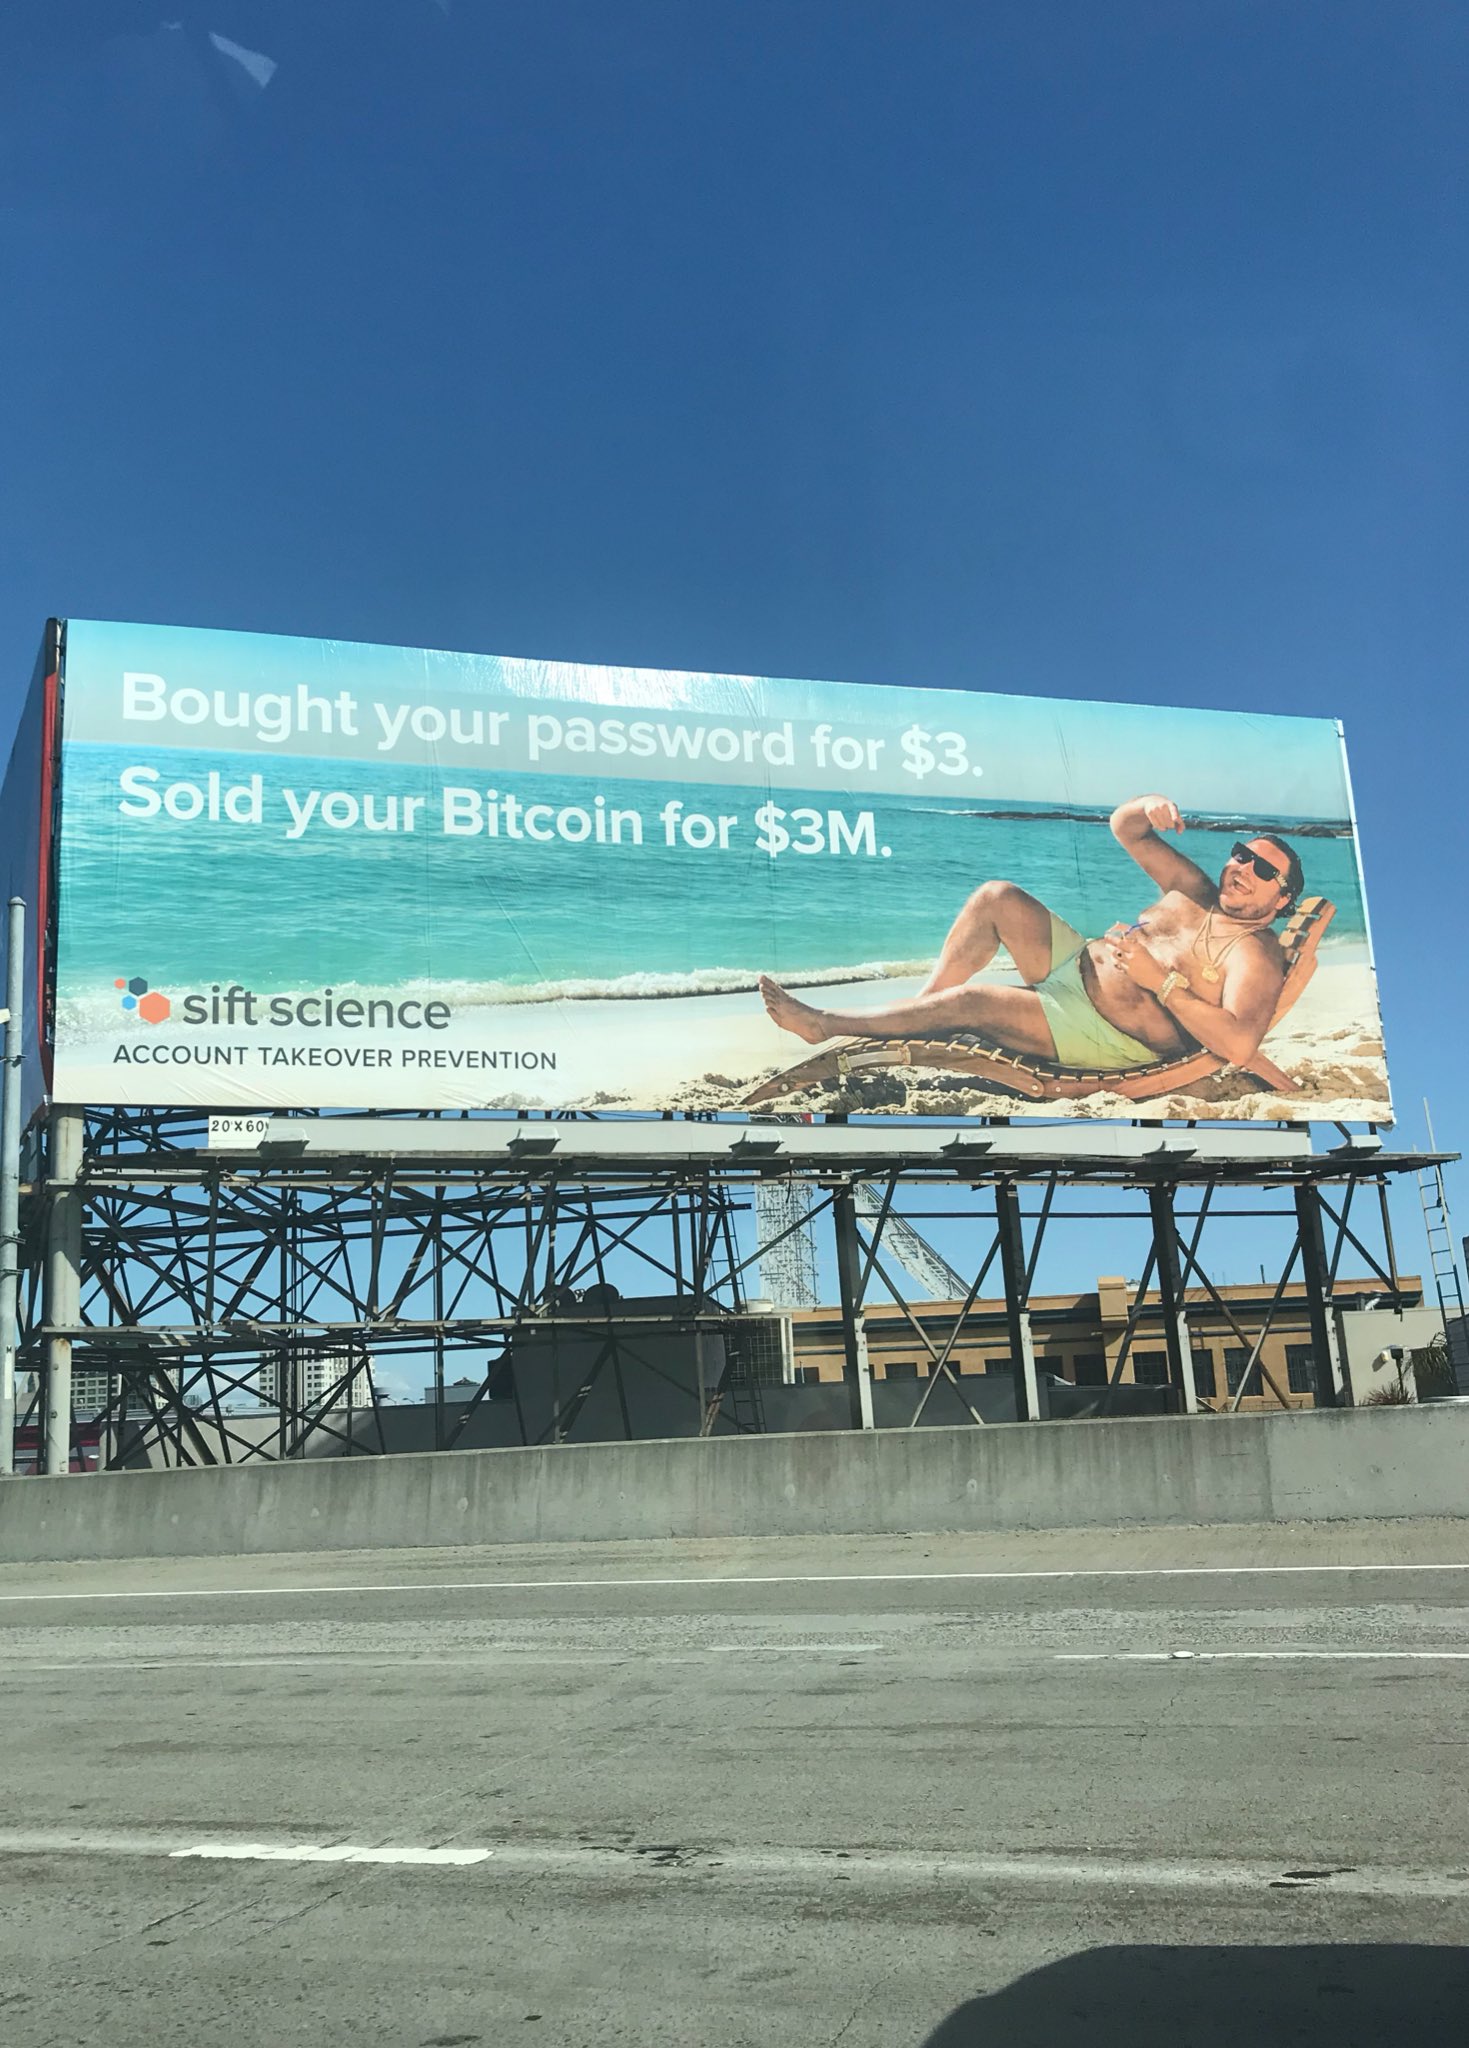 Bought your password for $3.
Sold your Bitcoin for $3M.
sift science
ACCOUNT TAKEOVER PREVENTION
20'X60'